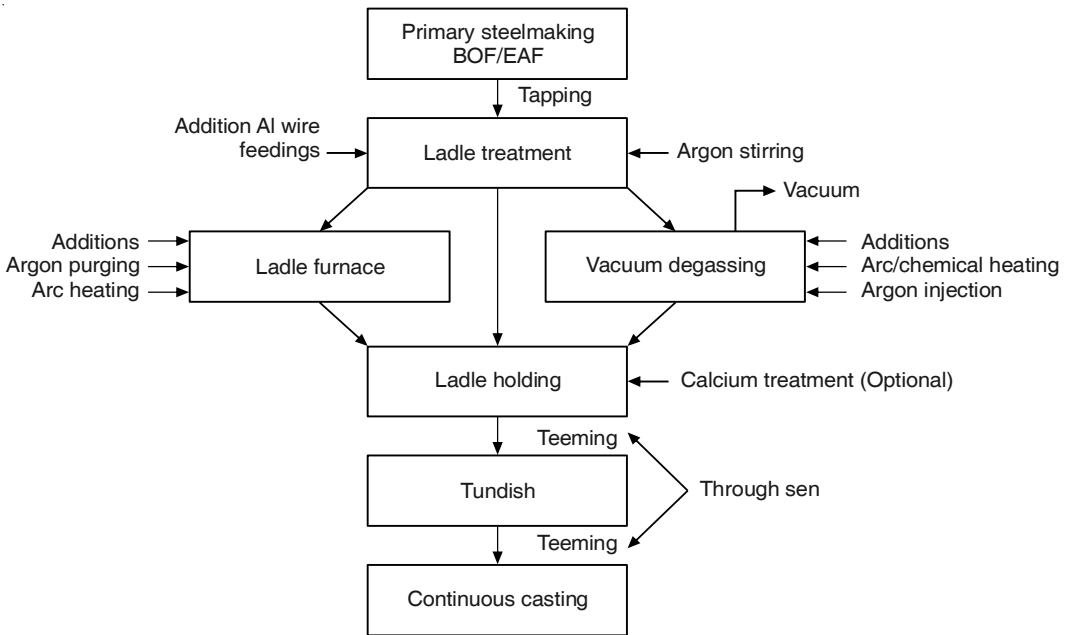 Primary steelmaking
BOF/EAF
Tapping
Addition Al wire
feedings
Ladle treatment
Argon stirring
Vacuum
Additions
Argon purging
Arc heating
Ladle furnace
Vacuum degassing
Additions
Arc/chemical heating
Argon injection
Ladle holding
Calcium treatment (Optional)
Teeming
Tundish
Through sen
Teeming
Continuous casting